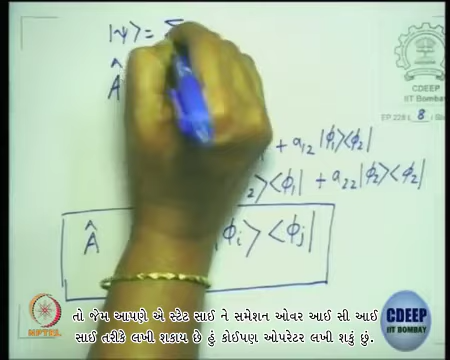 |ψ> = Σ
Â
+ a₁₂ |ϕ₁><ϕ₂|
><ϕ₁| + a₂₂ |ϕ₂><ϕ₂|
Â |ϕᵢ> <ϕⱼ|
CDEEP
IIT Bombay
8
NPTEL
તો જેમ આપણે એ સ્ટેટ સાઈ ને સમેશન ઓવર આઈ સી આઈ
સાઈ તરીકે લખી શકાય છે હું કોઈપણ ઓપરેટર લખી શકું છું.
CDEEP
IIT BOMBAY